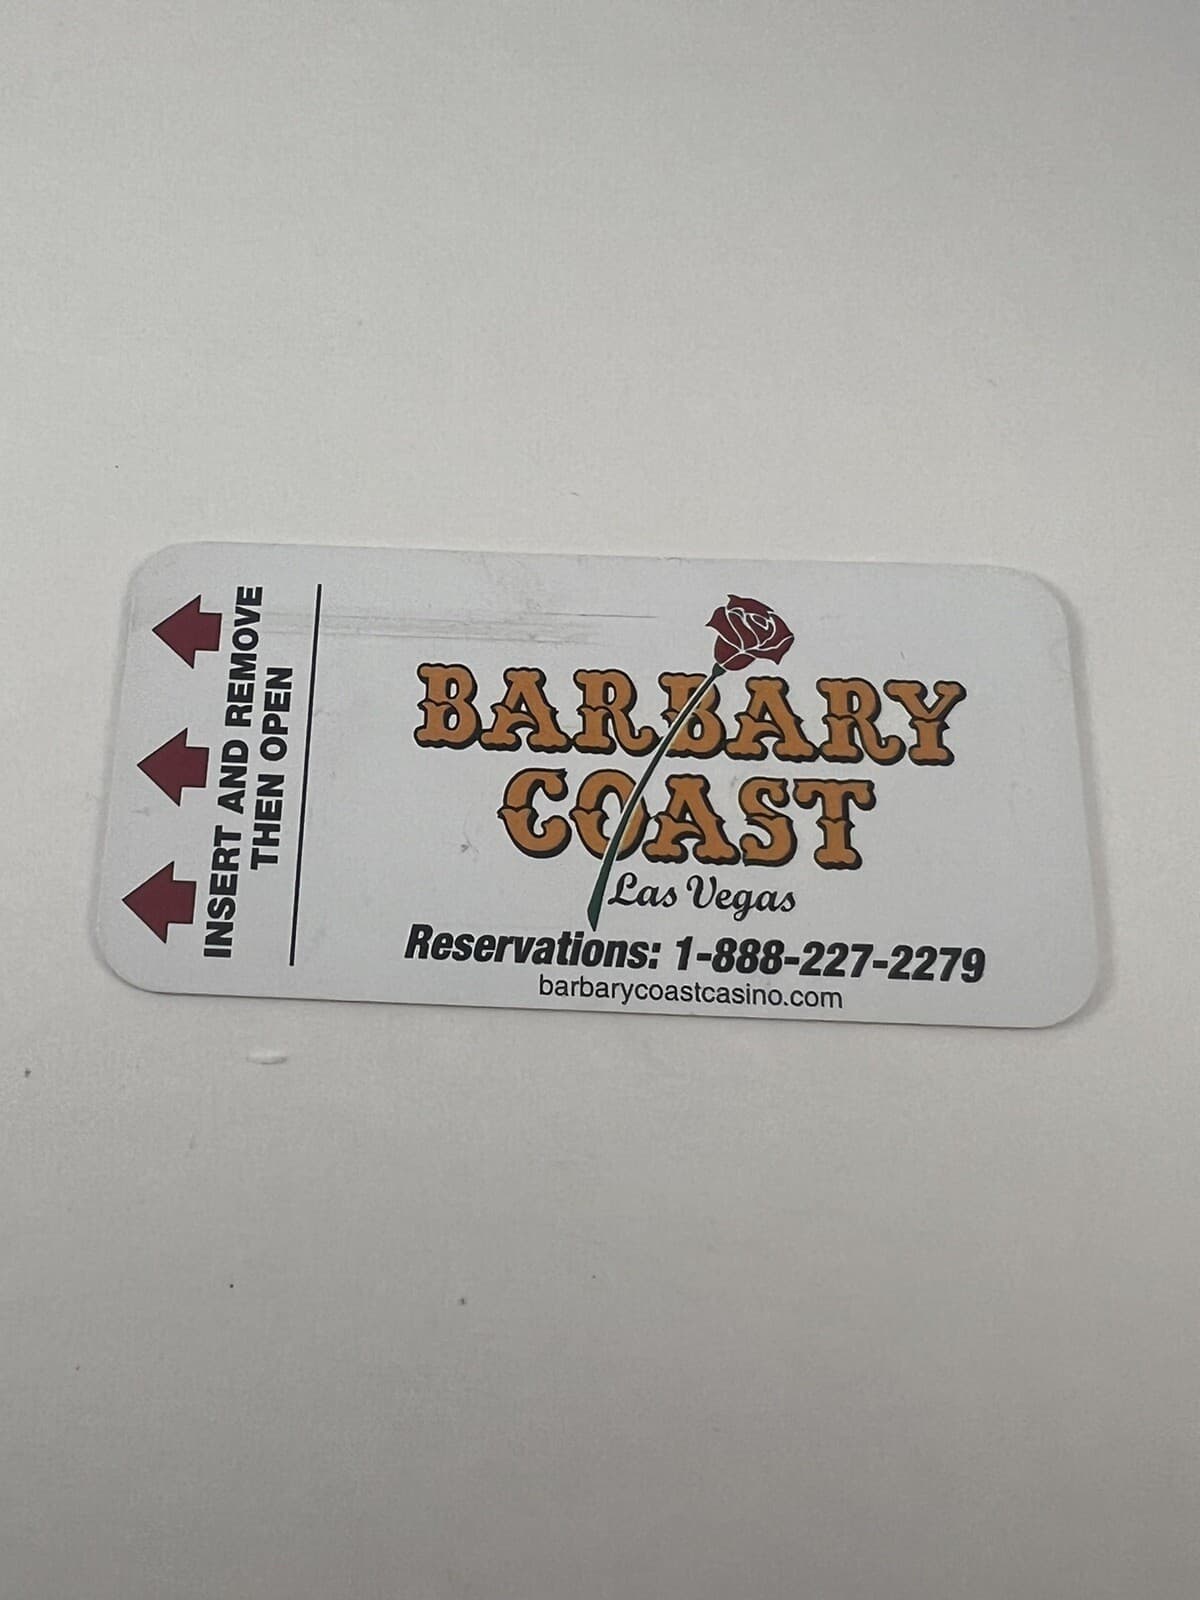 INSERT AND REMOVE
THEN OPEN
BARBARY
COAST
Las Vegas
Reservations: 1-888-227-2279
barbarycoastcasino.com